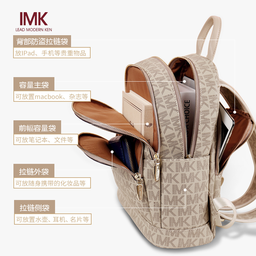 IMK
LEAD MODERN KEN
背部防盜拉鏈袋
放iPad、手机等贵重物品
容量主袋
可放置macbook、杂志等
前幅容量袋
可放笔记本、文件等
拉链外袋
可放随身携带的化妆品等
拉链侧袋
可放置水壶、耳机、名片等